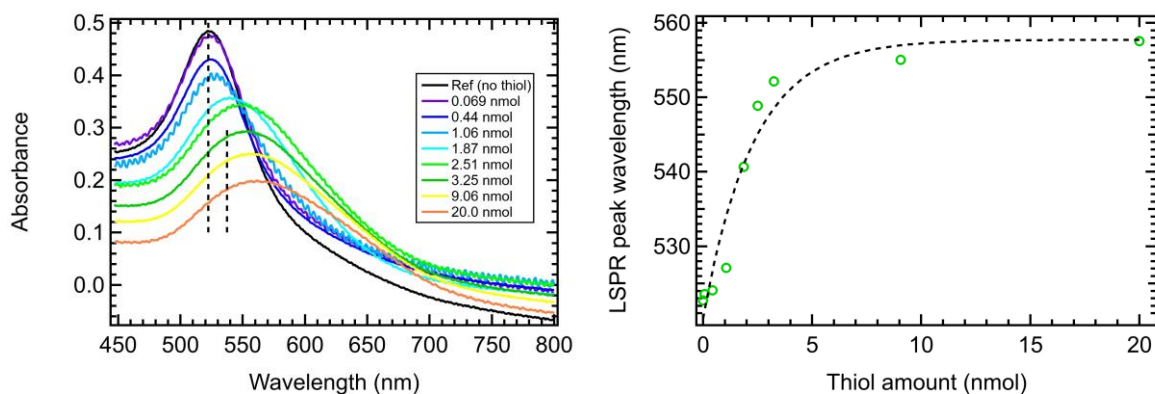 0.5
0.4
0.3
0.2
0.1
0.0
Absorbance
450 500 550 600 650 700 750 800
Wavelength (nm)
Ref (no thiol)
0.069 nmol
0.44 nmol
1.06 nmol
1.87 nmol
2.51 nmol
3.25 nmol
9.06 nmol
20.0 nmol
560
550
540
530
LSPR peak wavelength (nm)
0 5 10 15 20
Thiol amount (nmol)